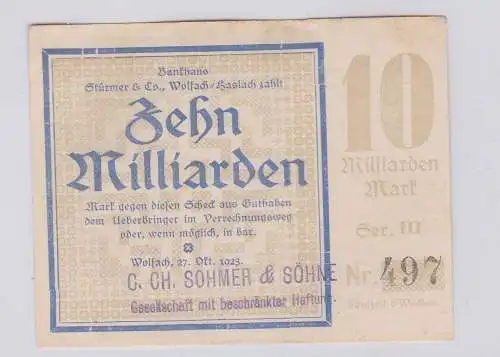 Bankhaus
Stürmer & Co., Wolfach-Haslach zahlt
Zehn
Milliarden
Mark gegen diesen Scheck aus Guthaben
dem Ueberbringer im Verrechnungsweg
oder, wenn möglich, in bar.
Wolfach, 27. Okt. 1923.
C. CH. SOHMER & SÖHNE
Gesellschaft mit beschränkter Haftung.
10
Milliarden
Mark
Ser. III
Nr. 497